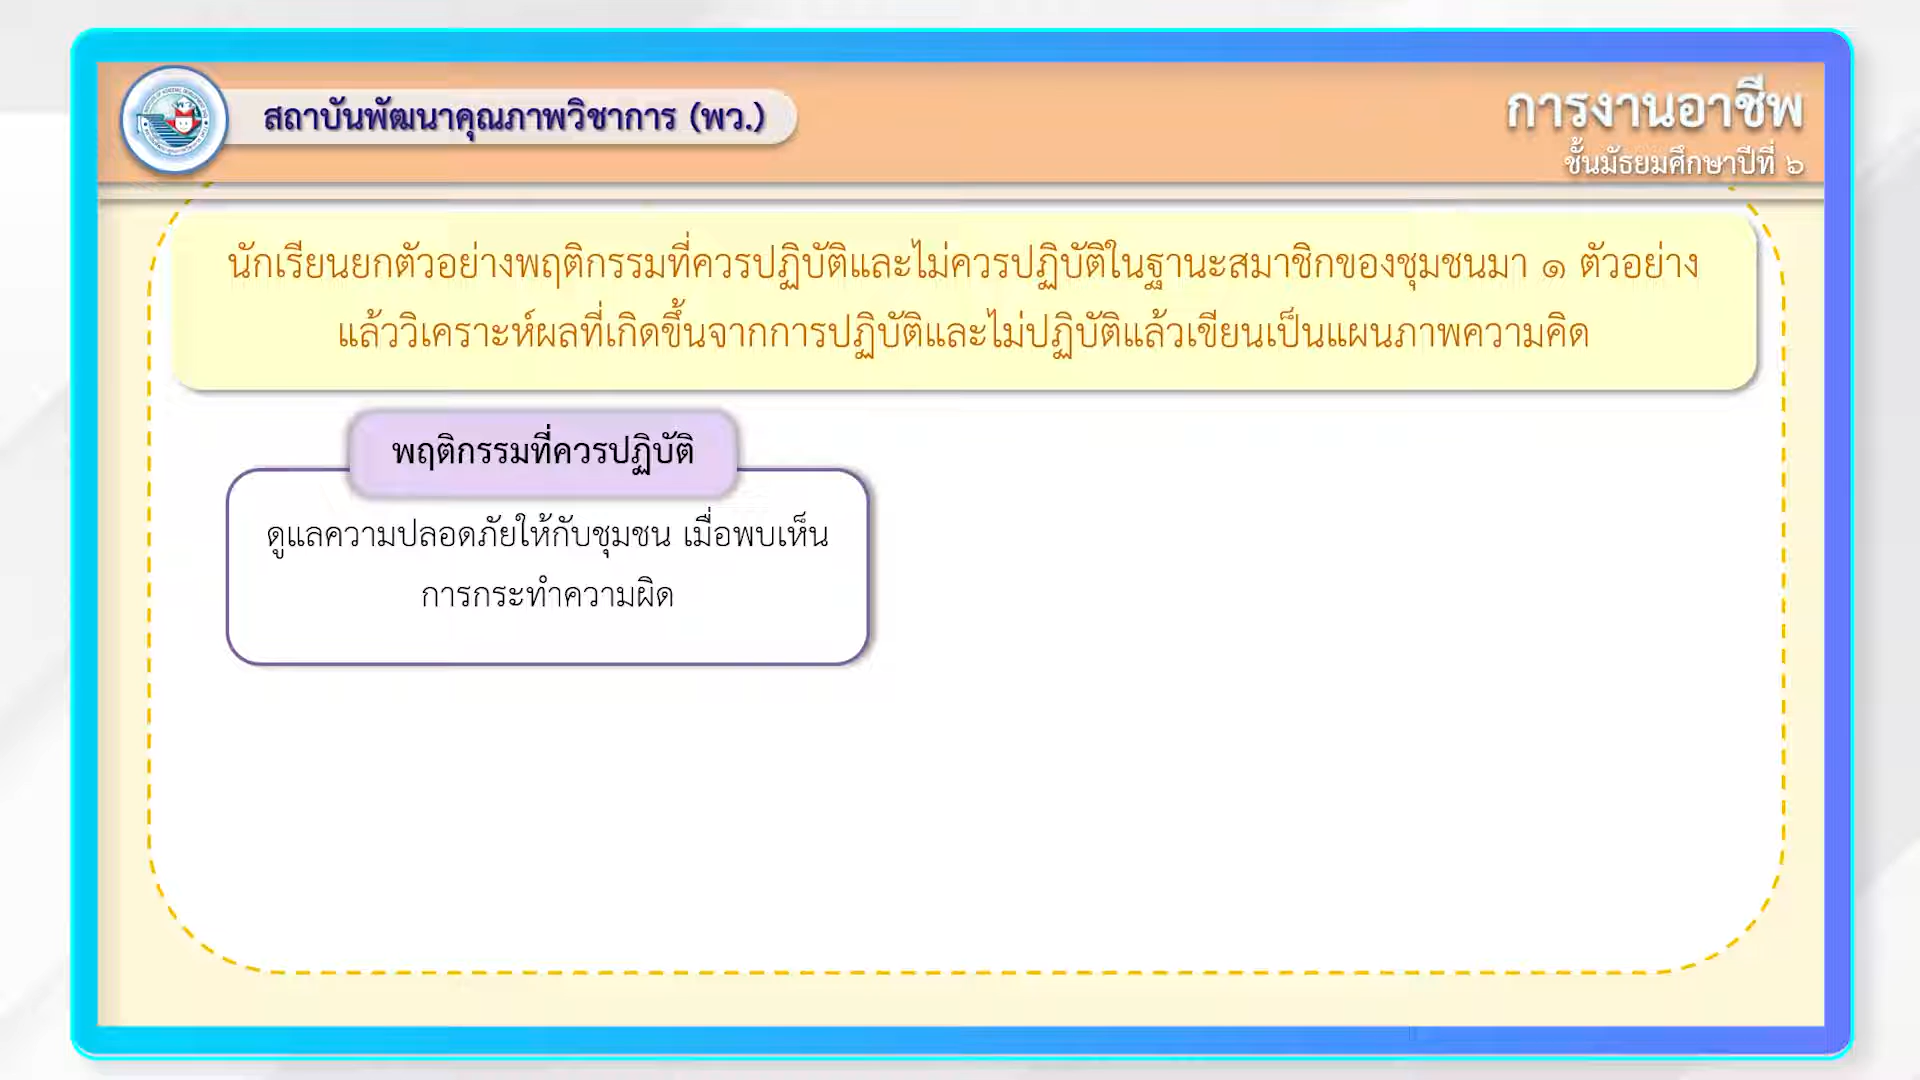 สถาบันพัฒนาคุณภาพวิชาการ (พว.)
การงานอาชีพ
ชั้นมัธยมศึกษาปีที่ ๖
นักเรียนยกตัวอย่างพฤติกรรมที่ควรปฏิบัติและไม่ควรปฏิบัติในฐานะสมาชิกของชุมชนมา ๑ ตัวอย่าง
แล้ววิเคราะห์ผลที่เกิดขึ้นจากการปฏิบัติและไม่ปฏิบัติแล้วเขียนเป็นแผนภาพความคิด
พฤติกรรมที่ควรปฏิบัติ
ดูแลความปลอดภัยให้กับชุมชน เมื่อพบเห็น
การกระทำความผิด